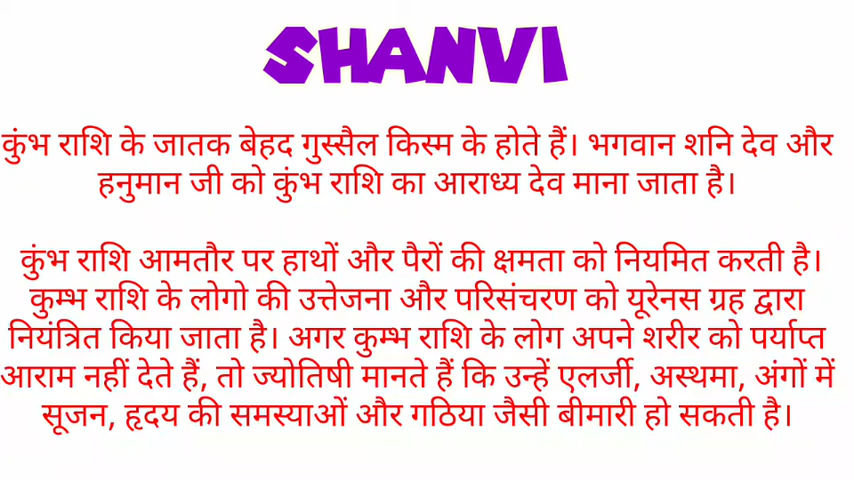 SHANVI
कुंभ राशि के जातक बेहद गुस्सैल किस्म के होते हैं। भगवान शनि देव और
हनुमान जी को कुंभ राशि का आराध्य देव माना जाता है।
कुंभ राशि आमतौर पर हाथों और पैरों की क्षमता को नियमित करती है।
कुम्भ राशि के लोगो की उत्तेजना और परिसंचरण को यूरेनस ग्रह द्वारा
नियंत्रित किया जाता है। अगर कुम्भ राशि के लोग अपने शरीर को पर्याप्त
आराम नहीं देते हैं, तो ज्योतिषी मानते हैं कि उन्हें एलर्जी, अस्थमा, अंगों में
सूजन, हृदय की समस्याओं और गठिया जैसी बीमारी हो सकती है।